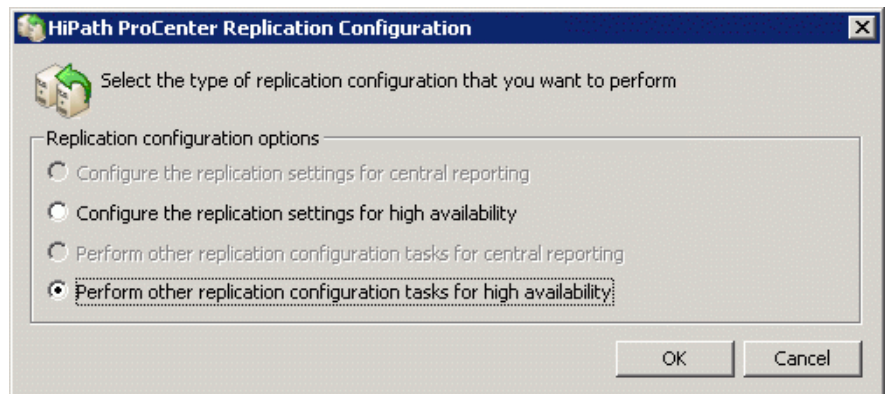 HiPath ProCenter Replication Configuration
Select the type of replication configuration that you want to perform
Replication configuration options
Configure the replication settings for central reporting
Configure the replication settings for high availability
Perform other replication configuration tasks for central reporting
Perform other replication configuration tasks for high availability
OK Cancel